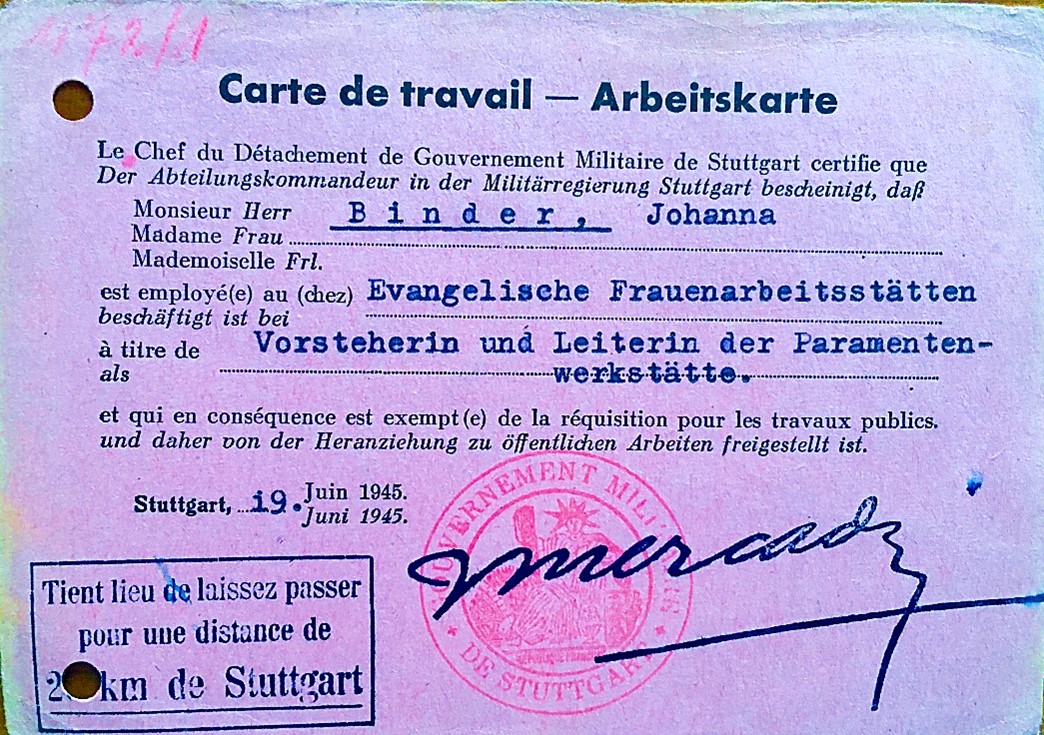 1172/1
Carte de travail — Arbeitskarte
Le Chef du Détachement de Gouvernement Militaire de Stuttgart certifie que
Der Abteilungskommandeur in der Militärregierung Stuttgart bescheinigt, daß
Monsieur Herr B i n d e r , Johanna
Madame Frau
Mademoiselle Frl.
est employé(e) au (chez) Evangelische Frauenarbeitsstätten
beschäftigt ist bei
à titre de Vorsteherin und Leiterin der Paramenten-
als werkstätte.
et qui en conséquence est exempt(e) de la réquisition pour les travaux publics.
und daher von der Heranziehung zu öffentlichen Arbeiten freigestellt ist.
Stuttgart, 19. Juin 1945.
Juni 1945.
GOUVERNEMENT MILITAIRE
DE STUTTGART
Tient lieu de laissez passer
pour une distance de
km de Stuttgart